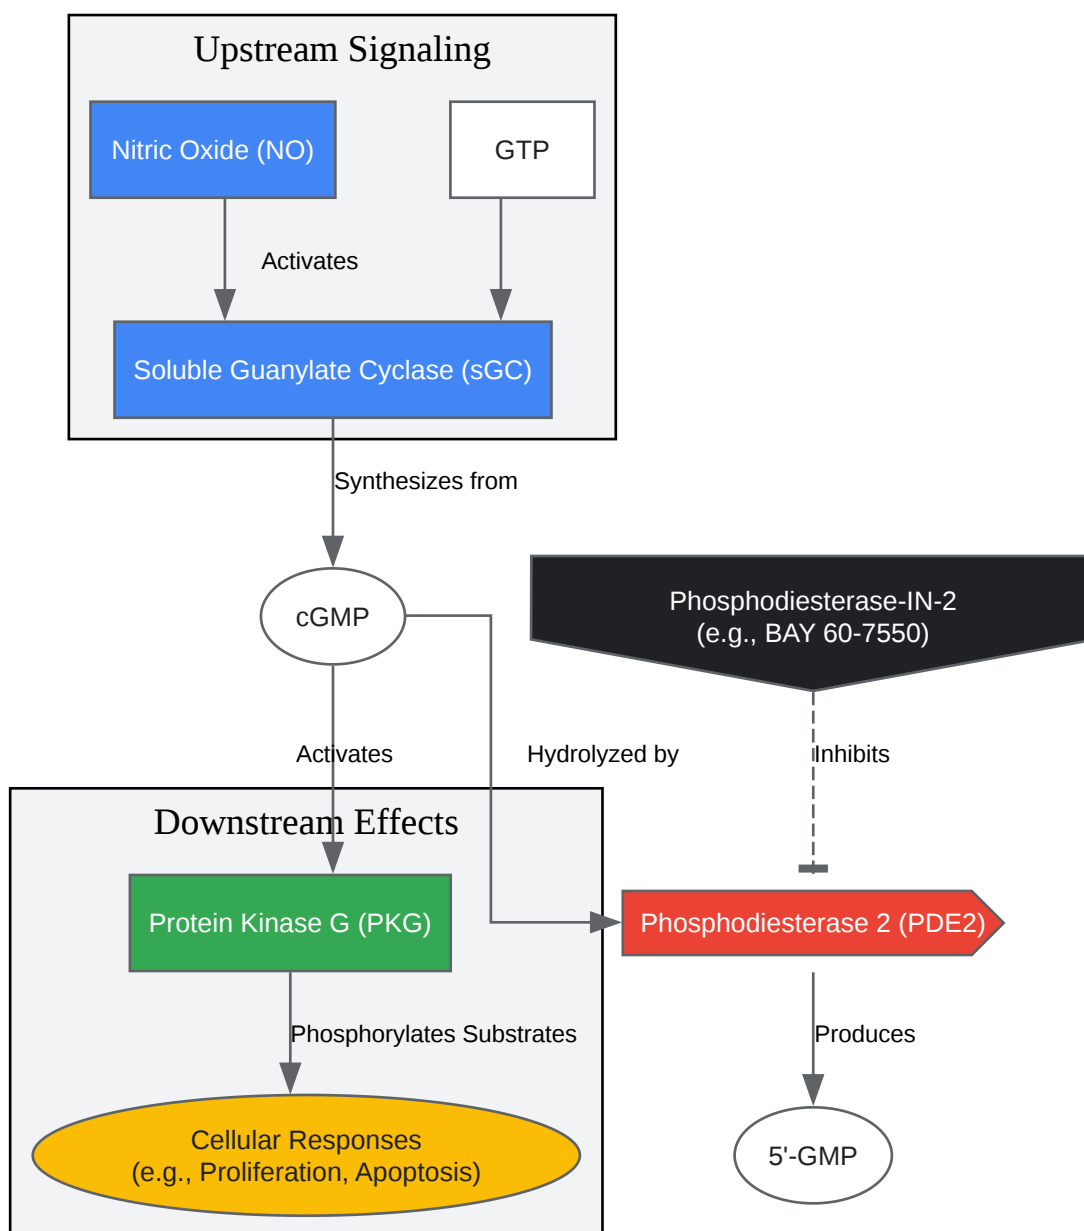 Upstream Signaling
Nitric Oxide (NO)
GTP
Activates
Soluble Guanylate Cyclase (sGC)
Synthesizes from
cGMP
Phosphodiesterase-IN-2
(e.g., BAY 60-7550)
Activates
Hydrolyzed by
Inhibits
Downstream Effects
Protein Kinase G (PKG)
Phosphodiesterase 2 (PDE2)
Phosphorylates Substrates
Produces
Cellular Responses
(e.g., Proliferation, Apoptosis)
5'-GMP